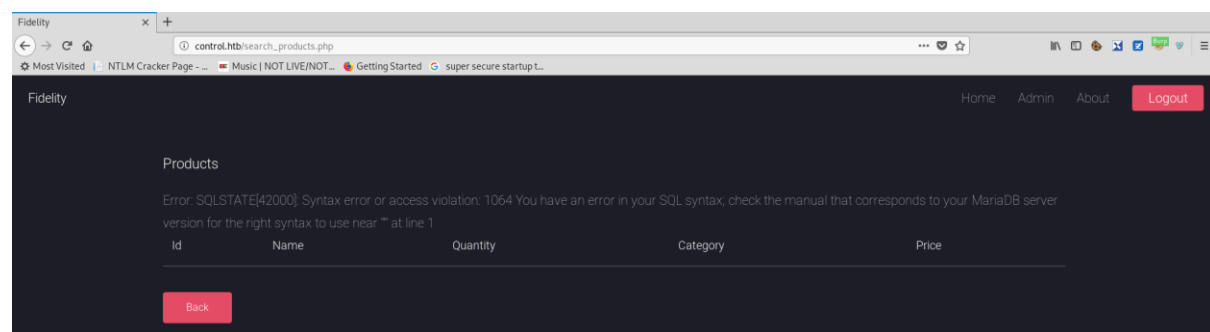 Fidelity
control.htb/search_products.php
Most Visited NTLM Cracker Page - ... Music | NOT LIVE/NOT... Getting Started super secure startup t...
Fidelity Home Admin About Logout
Products
Error: SQLSTATE[42000]: Syntax error or access violation: 1064 You have an error in your SQL syntax; check the manual that corresponds to your MariaDB server
version for the right syntax to use near "" at line 1
Id Name Quantity Category Price
Back